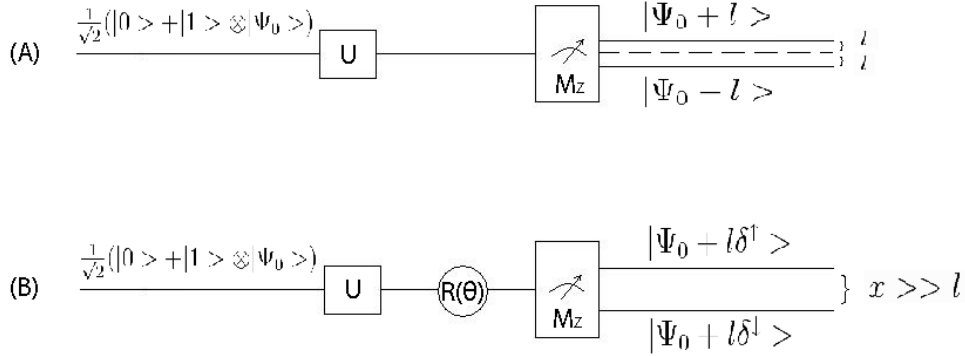 (A)
1/√2(|0 > +|1 > ⊗|Ψ₀ >)
U
Mz
|Ψ₀ + l >
|Ψ₀ − l >
} l
} l
(B)
1/√2(|0 > +|1 > ⊗|Ψ₀ >)
U
R(θ)
Mz
|Ψ₀ + lδ↑ >
|Ψ₀ + lδ↓ >
} x >> l